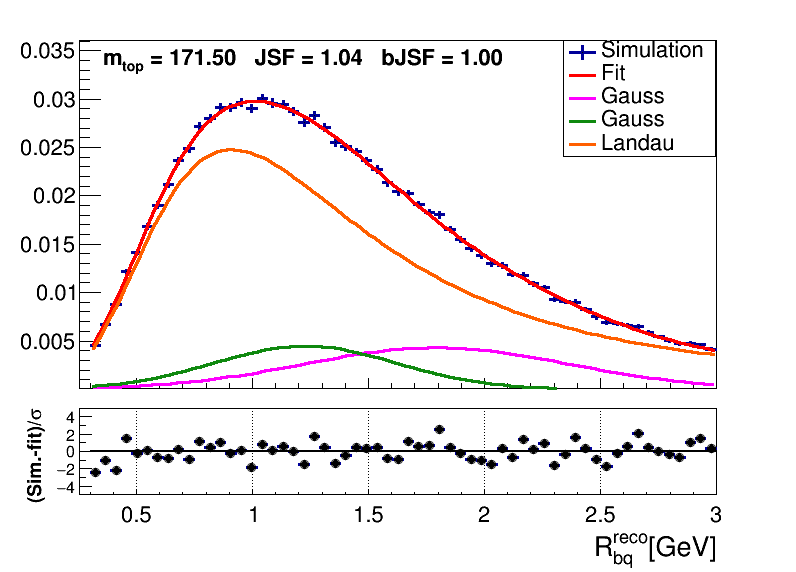 m_top = 171.50 JSF = 1.04 bJSF = 1.00
Simulation
Fit
Gauss
Gauss
Landau
0.035
0.03
0.025
0.02
0.015
0.01
0.005
(Sim.-fit)/σ
4
2
0
−2
−4
0.5 1 1.5 2 2.5 3
R_bq^reco[GeV]